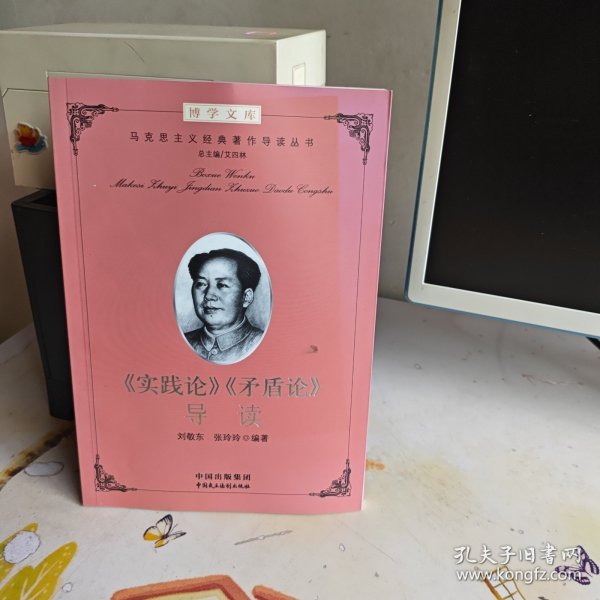 博学文库
马克思主义经典著作导读丛书
总主编/艾四林
Boxue Wenku
Makesi Zhuyi Jingdian Zhuzuo Daodu Congshu
《实践论》《矛盾论》
导 读
刘敬东 张玲玲◎编著
中国出版集团
中国民主法制出版社
孔夫子旧书网
www.kongfz.com